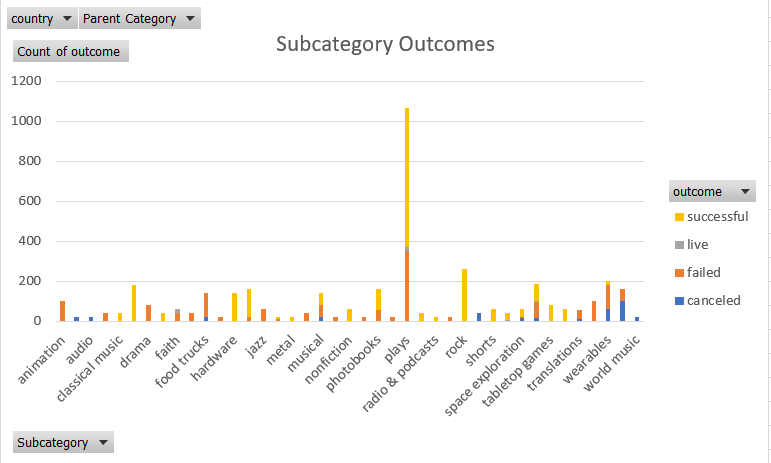 country Parent Category
Count of outcome
Subcategory Outcomes
1200
1000
800
600
400
200
0
animation
audio
classical music
drama
faith
food trucks
hardware
jazz
metal
musical
nonfiction
photobooks
plays
radio & podcasts
rock
shorts
space exploration
tabletop games
translations
wearables
world music
outcome
successful
live
failed
canceled
Subcategory